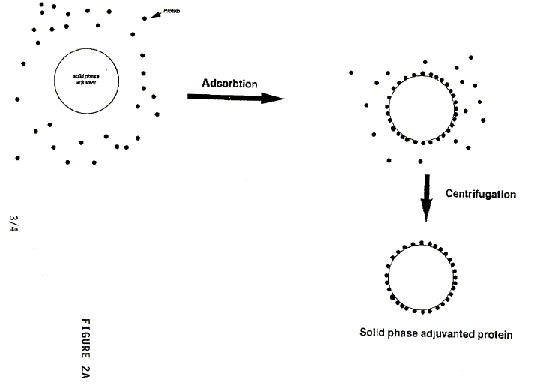 Protein
solid phase
adjuvant
Adsorbtion
Centrifugation
Solid phase adjuvanted protein
3/4
FIGURE 2A